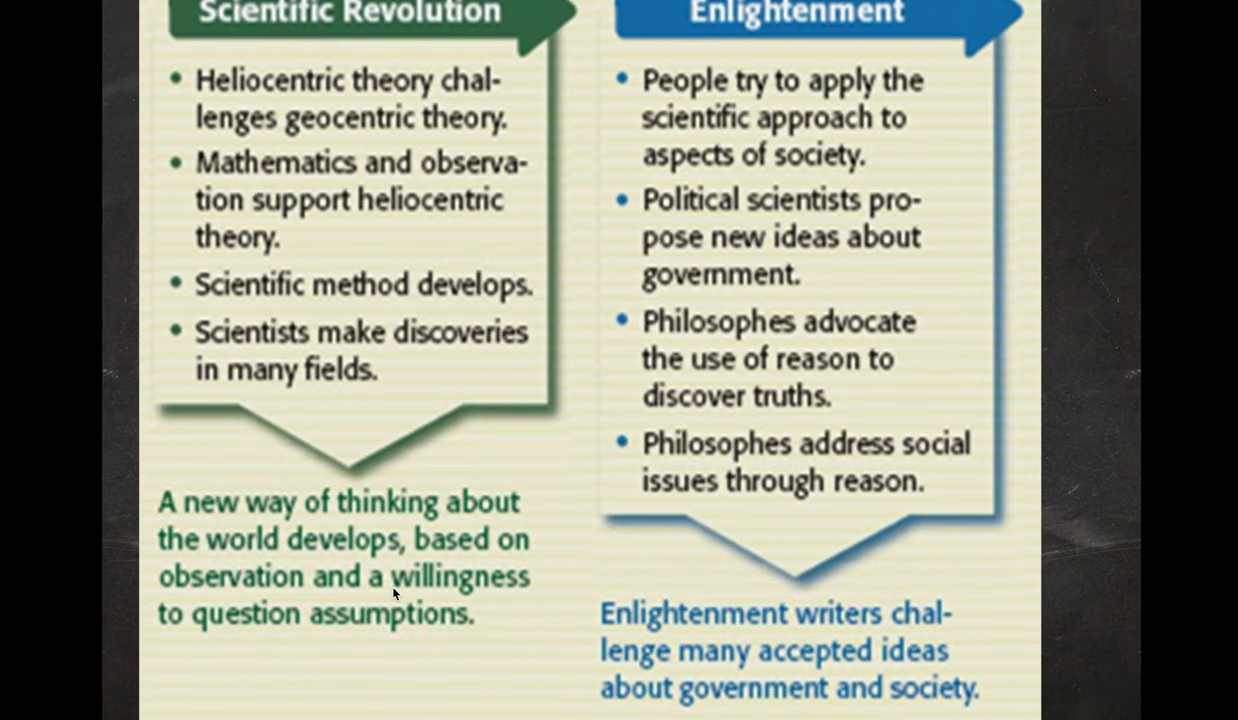 Scientific Revolution
• Heliocentric theory chal-
lenges geocentric theory.
• Mathematics and observa-
tion support heliocentric
theory.
• Scientific method develops.
• Scientists make discoveries
in many fields.
A new way of thinking about
the world develops, based on
observation and a willingness
to question assumptions.
Enlightenment
• People try to apply the
scientific approach to
aspects of society.
• Political scientists pro-
pose new ideas about
government.
• Philosophes advocate
the use of reason to
discover truths.
• Philosophes address social
issues through reason.
Enlightenment writers chal-
lenge many accepted ideas
about government and society.